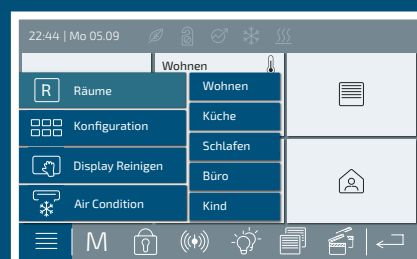 22:44 | Mo 05.09
Wohnen
R Räume
Konfiguration
Display Reinigen
Air Condition
Wohnen
Küche
Schlafen
Büro
Kind
M